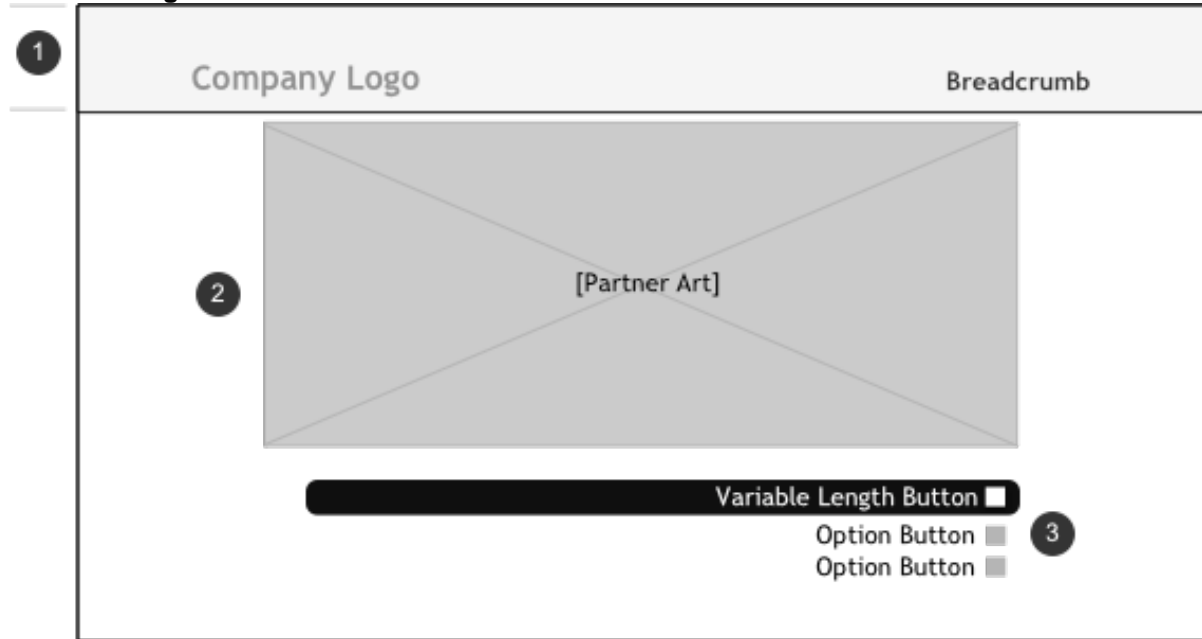 1
Company Logo
Breadcrumb
2
[Partner Art]
Variable Length Button
Option Button
3
Option Button